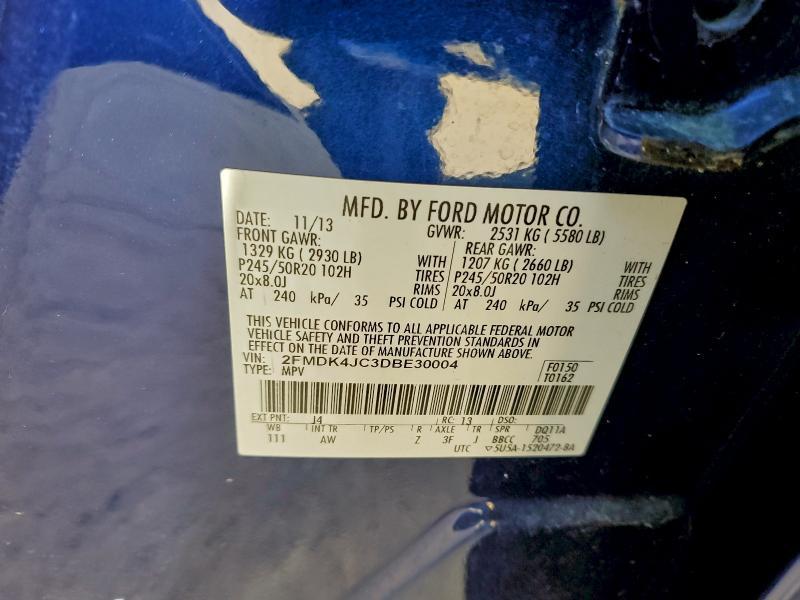 MFD. BY FORD MOTOR CO.
DATE: 11/13 GVWR: 2531 KG ( 5580 LB)
FRONT GAWR: REAR GAWR:
1329 KG ( 2930 LB) WITH 1207 KG ( 2660 LB) WITH
P245/50R20 102H TIRES P245/50R20 102H TIRES
20x8.0J RIMS 20x8.0J RIMS
AT 240 kPa/ 35 PSI COLD AT 240 kPa/ 35 PSI COLD
THIS VEHICLE CONFORMS TO ALL APPLICABLE FEDERAL MOTOR
VEHICLE SAFETY AND THEFT PREVENTION STANDARDS IN
EFFECT ON THE DATE OF MANUFACTURE SHOWN ABOVE.
VIN: 2FMDK4JC3DBE30004 F0150
TYPE: MPV T0162
EXT PNT: J4 RC: 13 DSO:
WB INT TR TP/PS R AXLE TR SPR DQ11A
111 AW Z 3F J BBCC 705
UTC 5U5A-1520472-BA